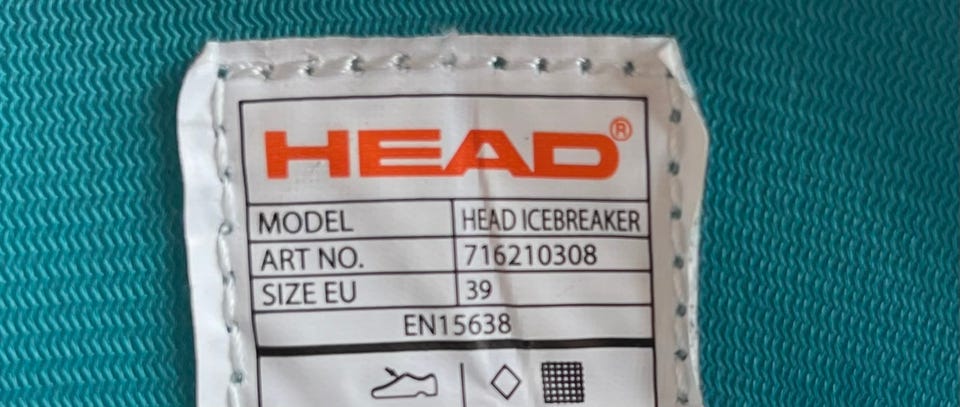 HEAD®
MODEL HEAD ICEBREAKER
ART NO. 716210308
SIZE EU 39
EN15638